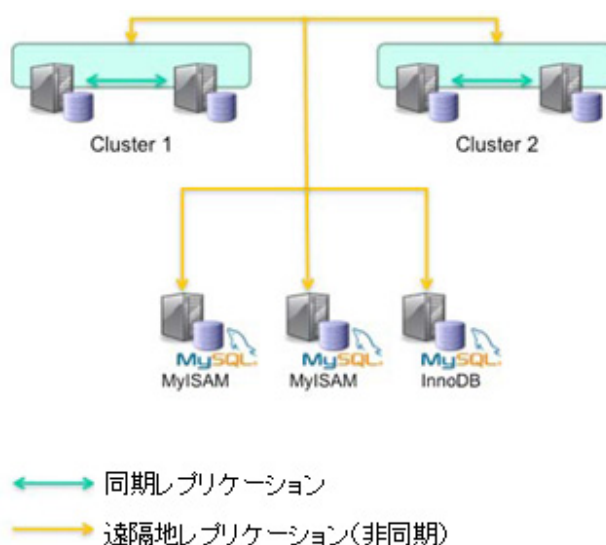 Cluster 1
Cluster 2
MySQL
MySQL
MySQL
MyISAM
MyISAM
InnoDB
同期レプリケーション
遠隔地レプリケーション(非同期)